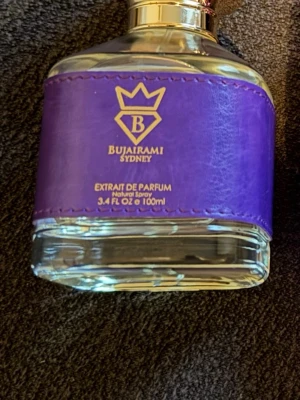 B
BUJAIRAMI
SYDNEY
EXTRAIT DE PARFUM
Natural Spray
3.4 FL OZ e 100ml